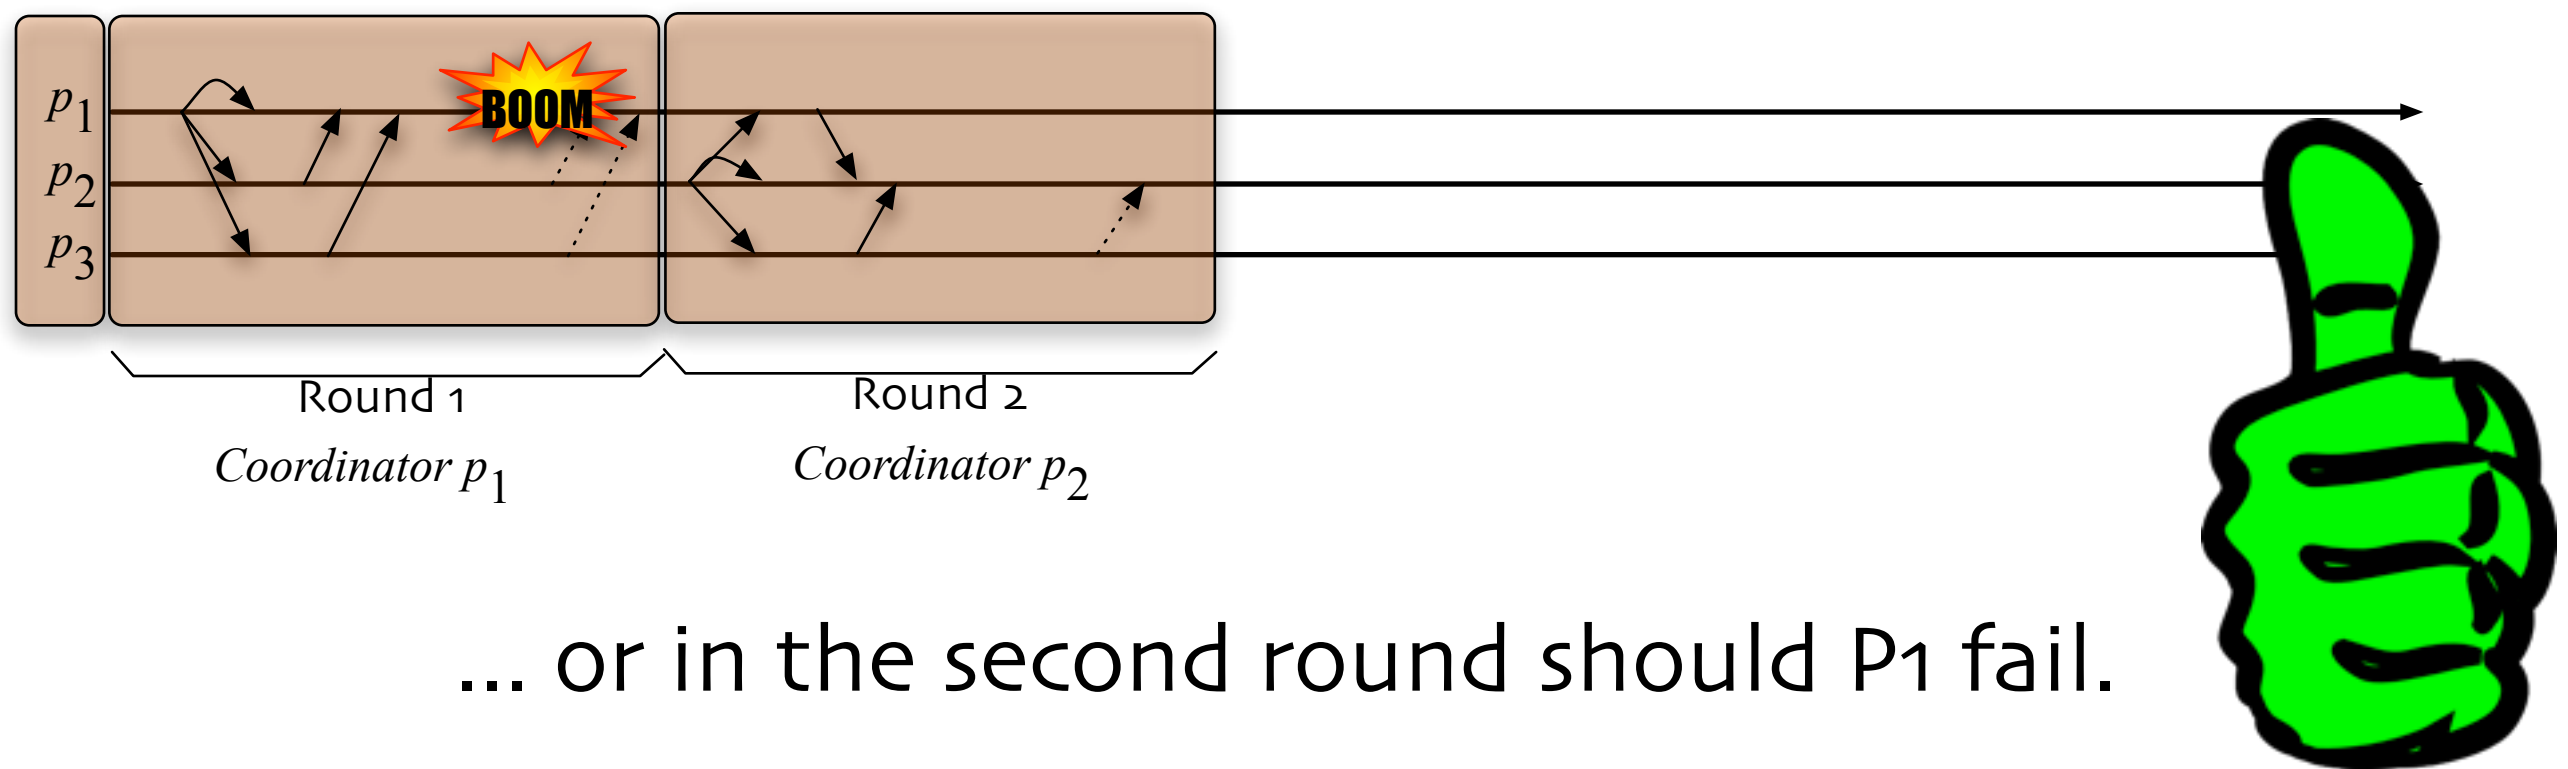 p1
BOOM
p2
p3
Round 1
Round 2
Coordinator p1
Coordinator p2
... or in the second round should P1 fail.